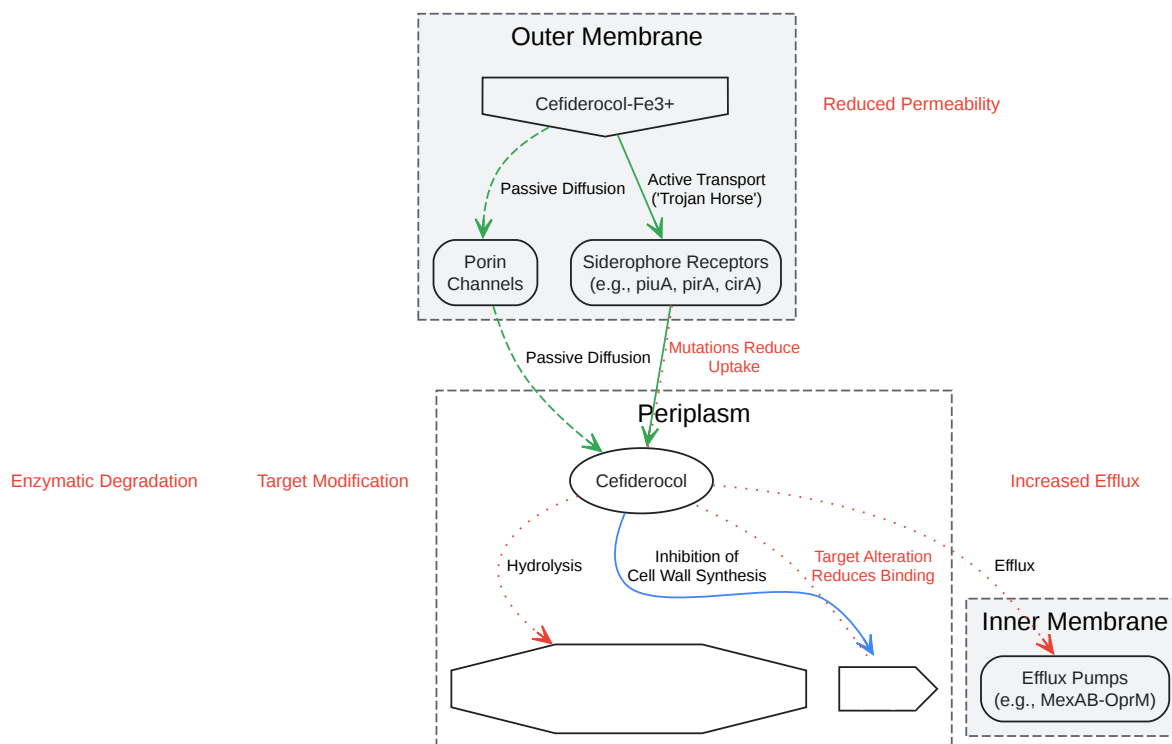 Outer Membrane
Cefiderocol-Fe3+
Reduced Permeability
Passive Diffusion
Active Transport
('Trojan Horse')
Porin
Channels
Siderophore Receptors
(e.g., piuA, pirA, cirA)
Passive Diffusion
Mutations Reduce
Uptake
Periplasm
Enzymatic Degradation
Target Modification
Cefiderocol
Increased Efflux
Hydrolysis
Inhibition of
Cell Wall Synthesis
Target Alteration
Reduces Binding
Efflux
Inner Membrane
Efflux Pumps
(e.g., MexAB-OprM)